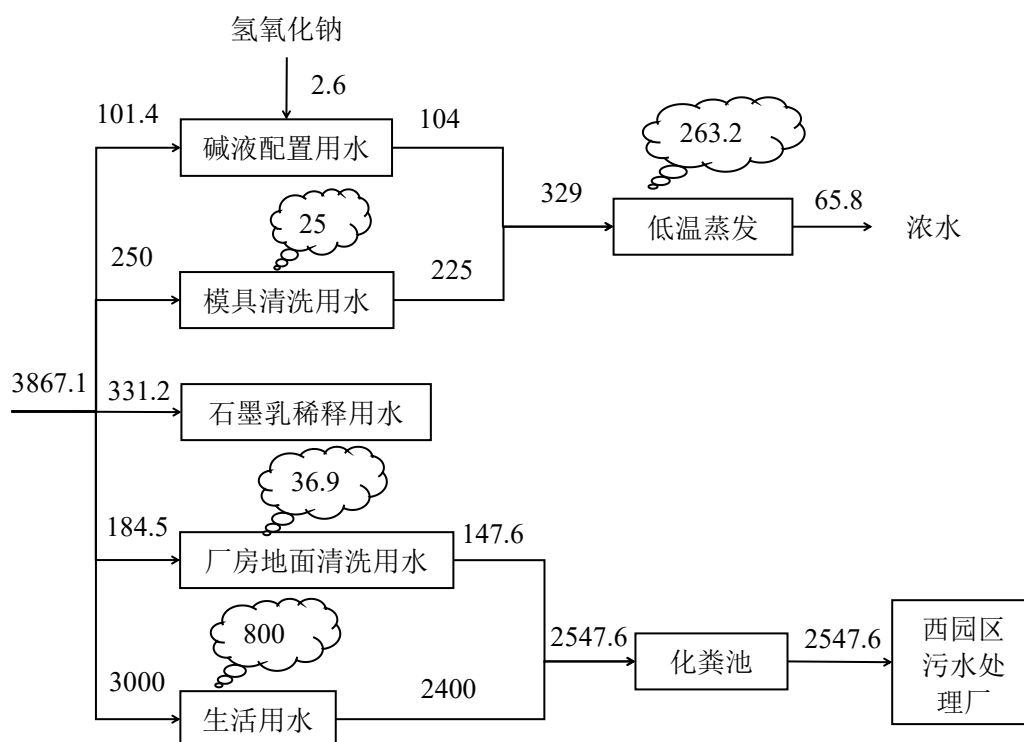 氢氧化钠
2.6
101.4
碱液配置用水
104
263.2
25
329
低温蒸发
65.8
浓水
250
模具清洗用水
225
3867.1
331.2
石墨乳稀释用水
36.9
184.5
厂房地面清洗用水
147.6
800
2547.6
化粪池
2547.6
西园区
污水处
理厂
3000
生活用水
2400